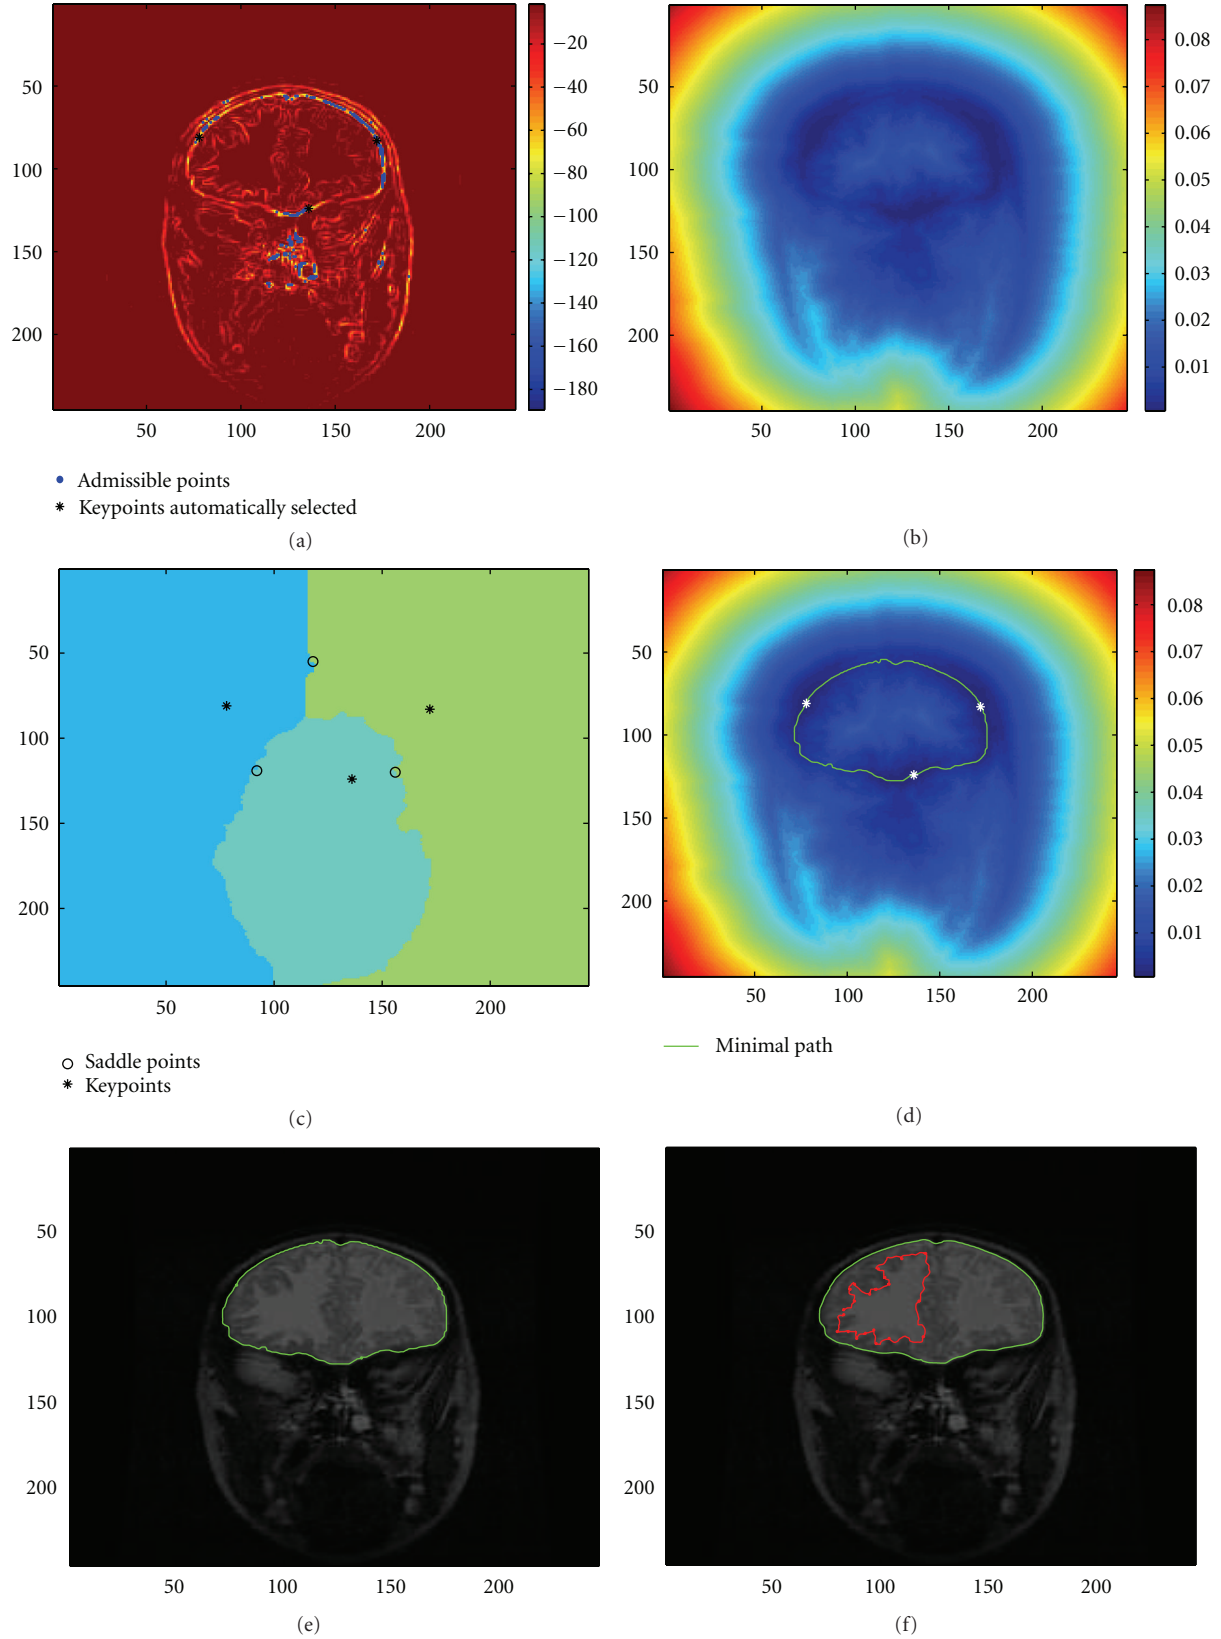 50
100
150
200
50 100 150 200
−20
−40
−60
−80
−100
−120
−140
−160
−180
Admissible points
Keypoints automatically selected
(a)
50
100
150
200
50 100 150 200
0.08
0.07
0.06
0.05
0.04
0.03
0.02
0.01
(b)
50
100
150
200
50 100 150 200
Saddle points
Keypoints
(c)
50
100
150
200
50 100 150 200
0.08
0.07
0.06
0.05
0.04
0.03
0.02
0.01
Minimal path
(d)
50
100
150
200
50 100 150 200
(e)
50
100
150
200
50 100 150 200
(f)